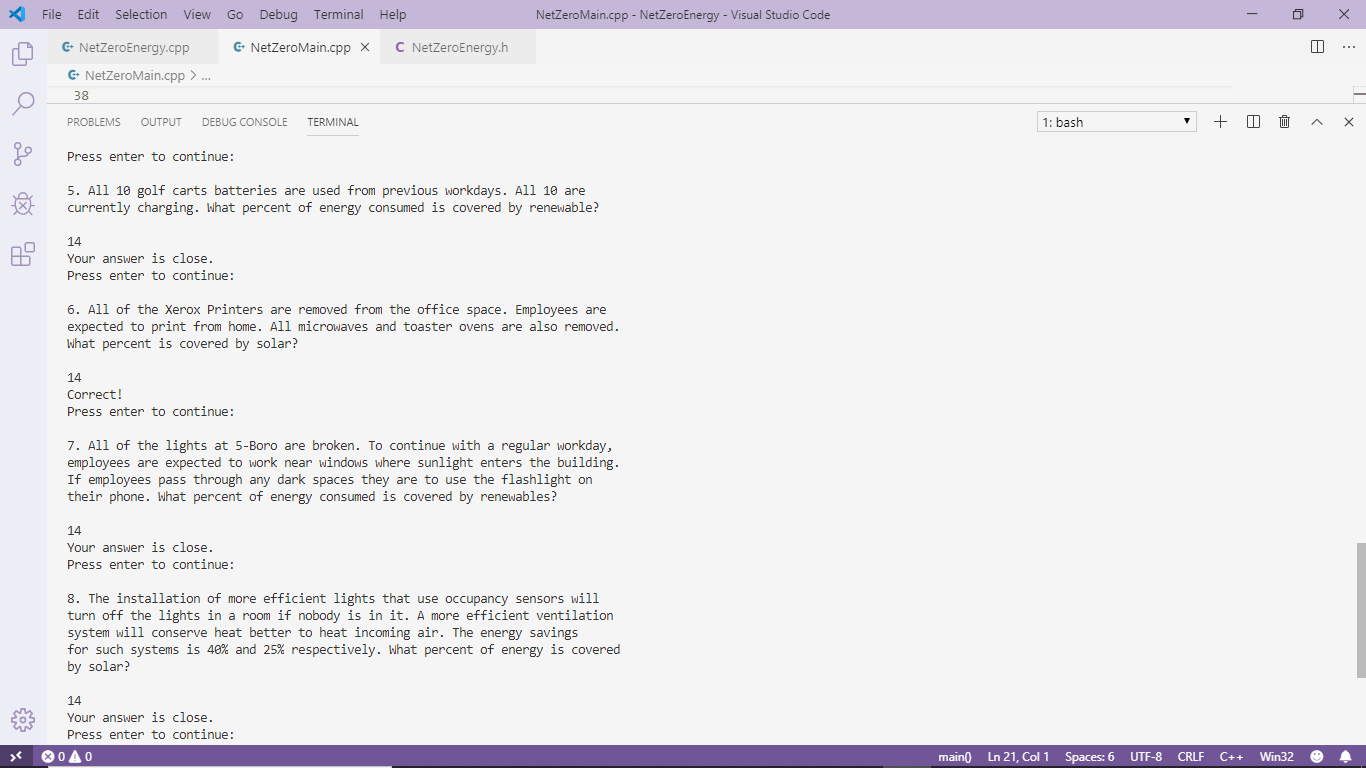 File Edit Selection View Go Debug Terminal Help NetZeroMain.cpp - NetZeroEnergy - Visual Studio Code
NetZeroEnergy.cpp NetZeroMain.cpp NetZeroEnergy.h
NetZeroMain.cpp > ...
38
PROBLEMS OUTPUT DEBUG CONSOLE TERMINAL 1: bash
Press enter to continue:
5. All 10 golf carts batteries are used from previous workdays. All 10 are
currently charging. What percent of energy consumed is covered by renewable?
14
Your answer is close.
Press enter to continue:
6. All of the Xerox Printers are removed from the office space. Employees are
expected to print from home. All microwaves and toaster ovens are also removed.
What percent is covered by solar?
14
Correct!
Press enter to continue:
7. All of the lights at 5-Boro are broken. To continue with a regular workday,
employees are expected to work near windows where sunlight enters the building.
If employees pass through any dark spaces they are to use the flashlight on
their phone. What percent of energy consumed is covered by renewables?
14
Your answer is close.
Press enter to continue:
8. The installation of more efficient lights that use occupancy sensors will
turn off the lights in a room if nobody is in it. A more efficient ventilation
system will conserve heat better to heat incoming air. The energy savings
for such systems is 40% and 25% respectively. What percent of energy is covered
by solar?
14
Your answer is close.
Press enter to continue:
0 0 main() Ln 21, Col 1 Spaces: 6 UTF-8 CRLF C++ Win32